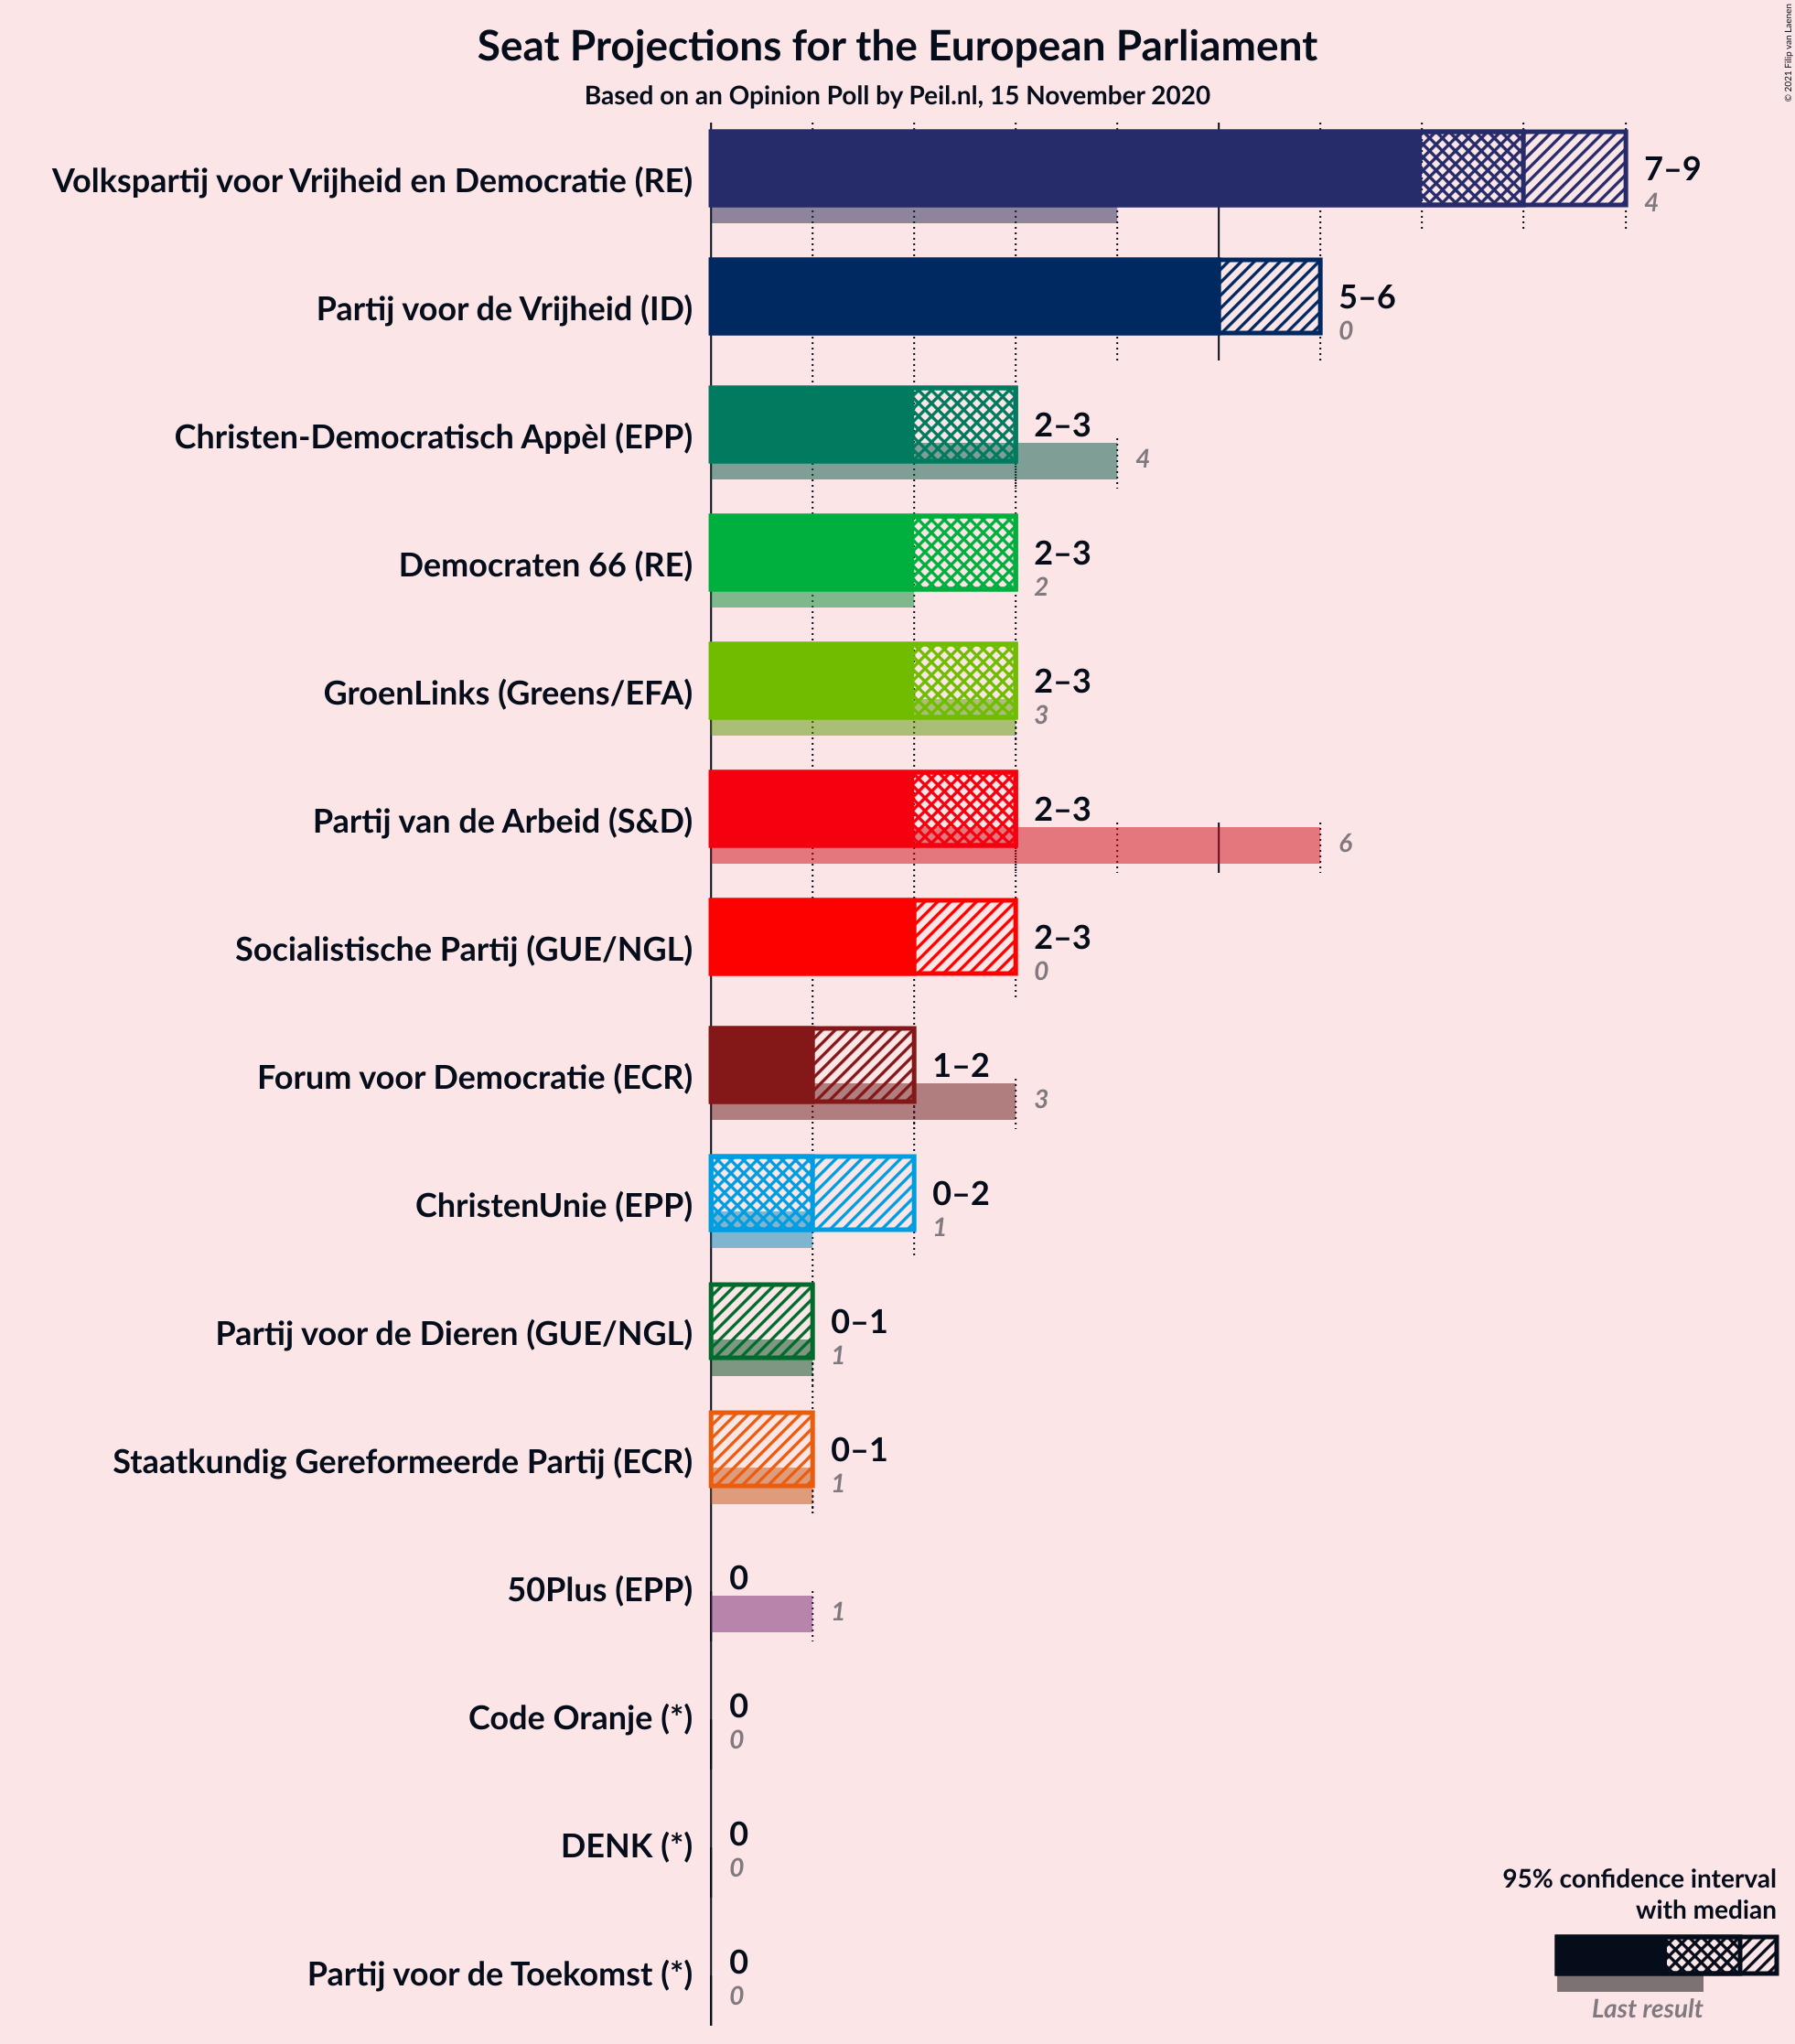 © 2021 Filip van Laenen
Seat Projections for the European Parliament
Based on an Opinion Poll by Peil.nl, 15 November 2020
Volkspartij voor Vrijheid en Democratie (RE)
7–9
4
Partij voor de Vrijheid (ID)
5–6
0
Christen-Democratisch Appèl (EPP)
2–3
4
Democraten 66 (RE)
2–3
2
GroenLinks (Greens/EFA)
2–3
3
Partij van de Arbeid (S&D)
2–3
6
Socialistische Partij (GUE/NGL)
2–3
0
Forum voor Democratie (ECR)
1–2
3
ChristenUnie (EPP)
0–2
1
Partij voor de Dieren (GUE/NGL)
0–1
1
Staatkundig Gereformeerde Partij (ECR)
0–1
1
50Plus (EPP)
0
1
Code Oranje (*)
0
0
DENK (*)
0
0
Partij voor de Toekomst (*)
0
0
95% confidence interval
with median
Last result